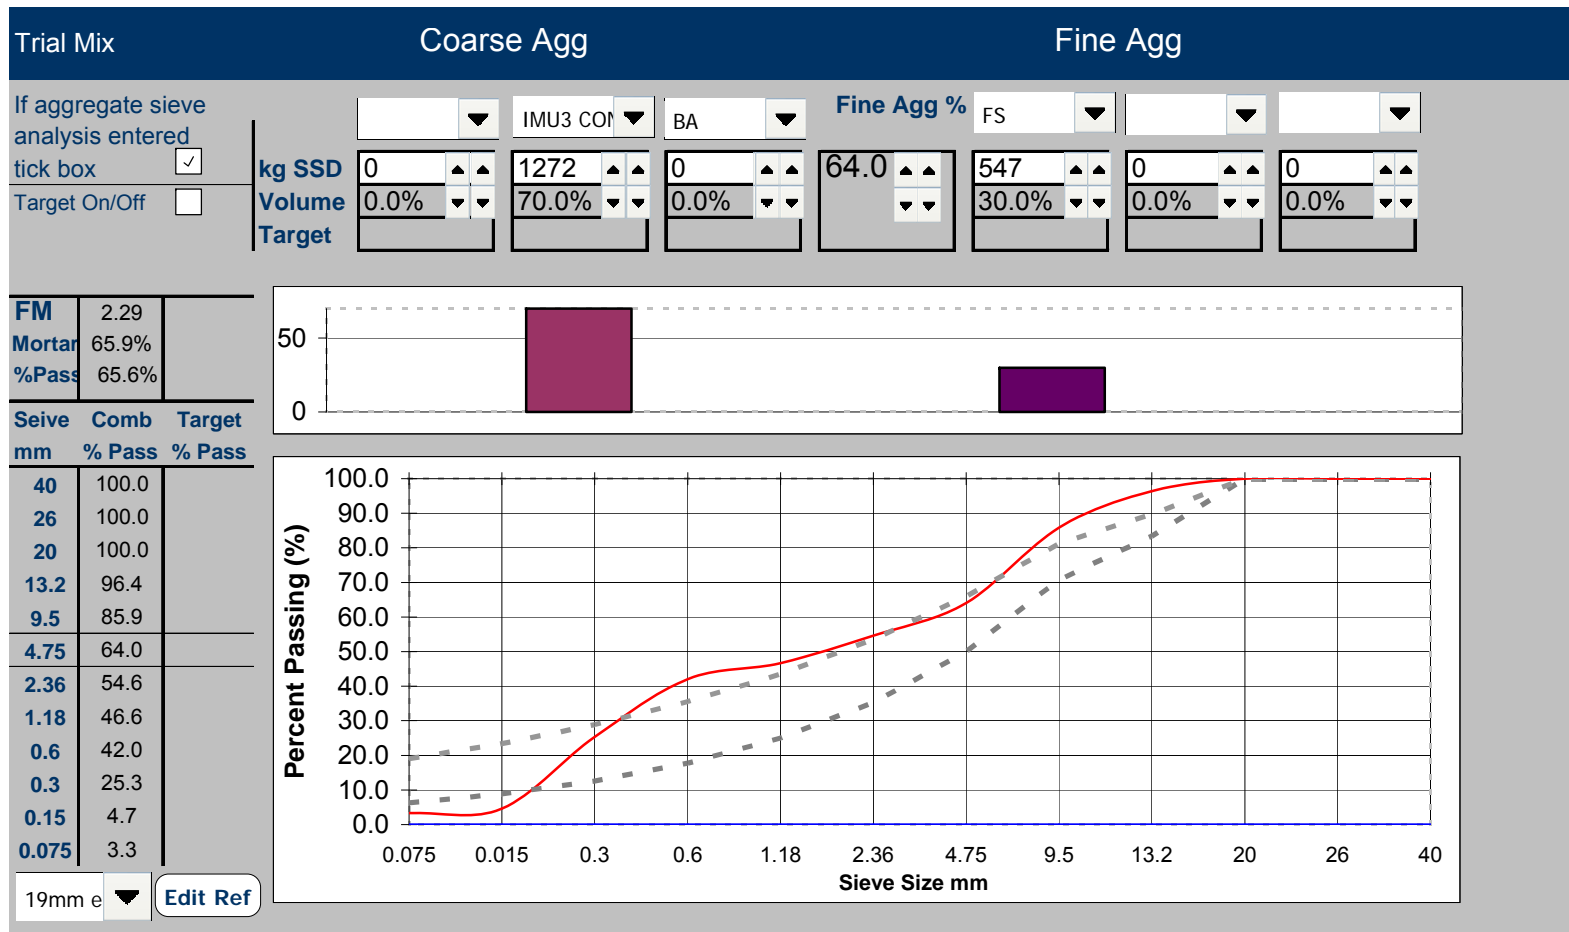 Trial Mix Coarse Agg Fine Agg
If aggregate sieve
analysis entered
tick box
Target On/Off
IMU3 CON BA Fine Agg % FS
kg SSD 0 1272 0 64.0 547 0 0
Volume 0.0% 70.0% 0.0% 30.0% 0.0% 0.0%
Target
FM 2.29
Mortar 65.9%
%Pass 65.6%
Seive Comb Target
mm % Pass % Pass
40 100.0
26 100.0
20 100.0
13.2 96.4
9.5 85.9
4.75 64.0
2.36 54.6
1.18 46.6
0.6 42.0
0.3 25.3
0.15 4.7
0.075 3.3
19mm e Edit Ref
50
0
100.0
90.0
80.0
70.0
60.0
50.0
40.0
30.0
20.0
10.0
0.0
Percent Passing (%)
0.075 0.015 0.3 0.6 1.18 2.36 4.75 9.5 13.2 20 26 40
Sieve Size mm